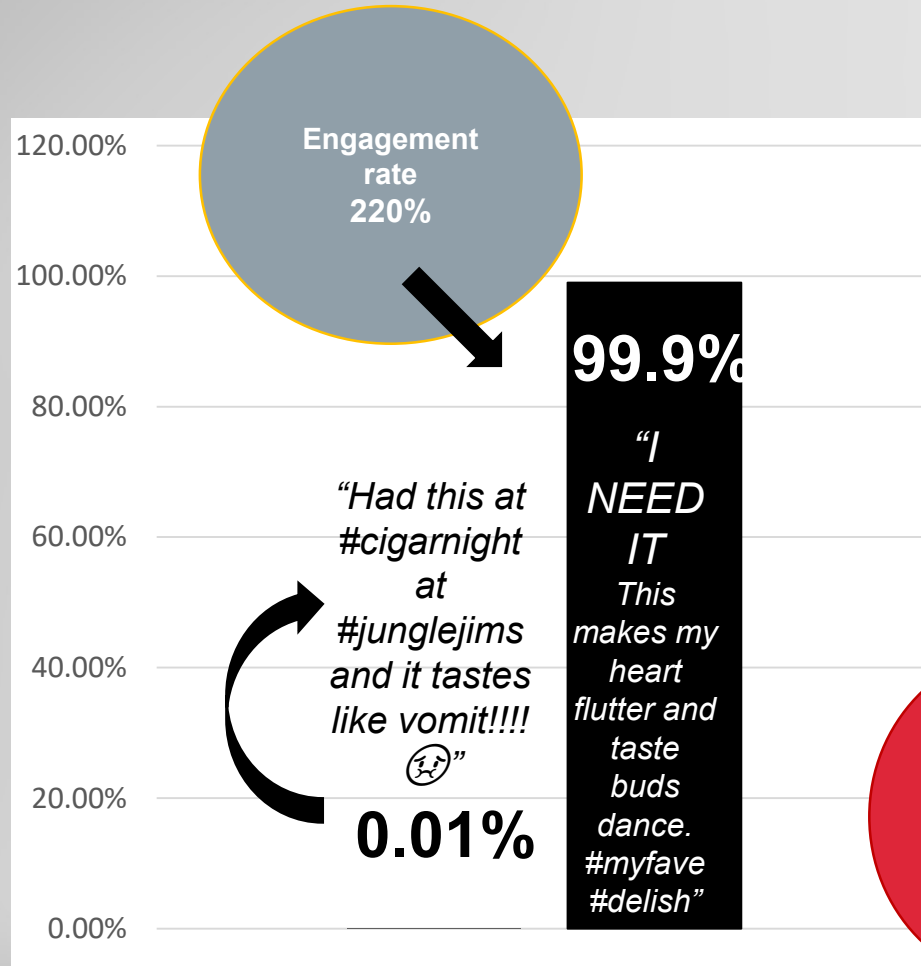 Engagement
rate
220%
120.00%
100.00%
80.00%
60.00%
40.00%
20.00%
0.00%
“Had this at
#cigarnight
at
#junglejims
and it tastes
like vomit!!!!
🤢”
0.01%
99.9%
“I
NEED
IT
This
makes my
heart
flutter and
taste
buds
dance.
#myfave
#delish”